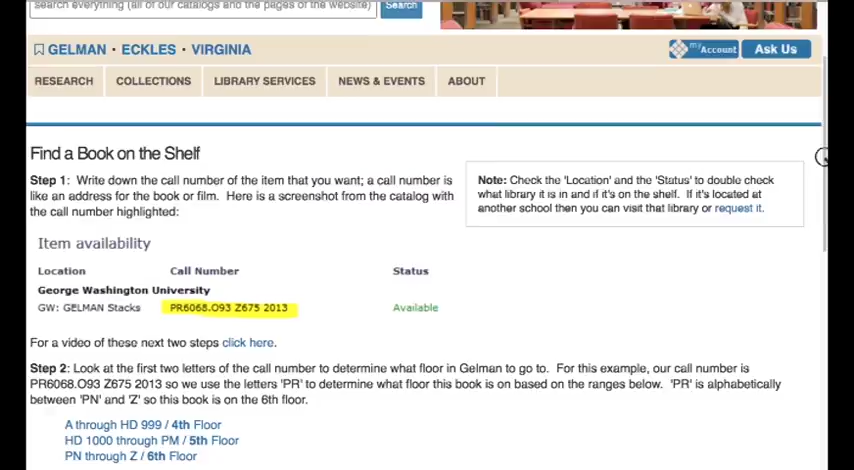 search everything (all of our catalogs and the pages of the website)
Search
GELMAN · ECKLES · VIRGINIA
my Account
Ask Us
RESEARCH
COLLECTIONS
LIBRARY SERVICES
NEWS & EVENTS
ABOUT
Find a Book on the Shelf
Step 1: Write down the call number of the item that you want; a call number is
like an address for the book or film. Here is a screenshot from the catalog with
the call number highlighted:
Note: Check the 'Location' and the 'Status' to double check
what library it is in and if it's on the shelf. If it's located at
another school then you can visit that library or request it.
Item availability
Location Call Number Status
George Washington University
GW: GELMAN Stacks PR6068.O93 Z675 2013 Available
For a video of these next two steps click here.
Step 2: Look at the first two letters of the call number to determine what floor in Gelman to go to. For this example, our call number is
PR6068.O93 Z675 2013 so we use the letters 'PR' to determine what floor this book is on based on the ranges below. 'PR' is alphabetically
between 'PN' and 'Z' so this book is on the 6th floor.
A through HD 999 / 4th Floor
HD 1000 through PM / 5th Floor
PN through Z / 6th Floor